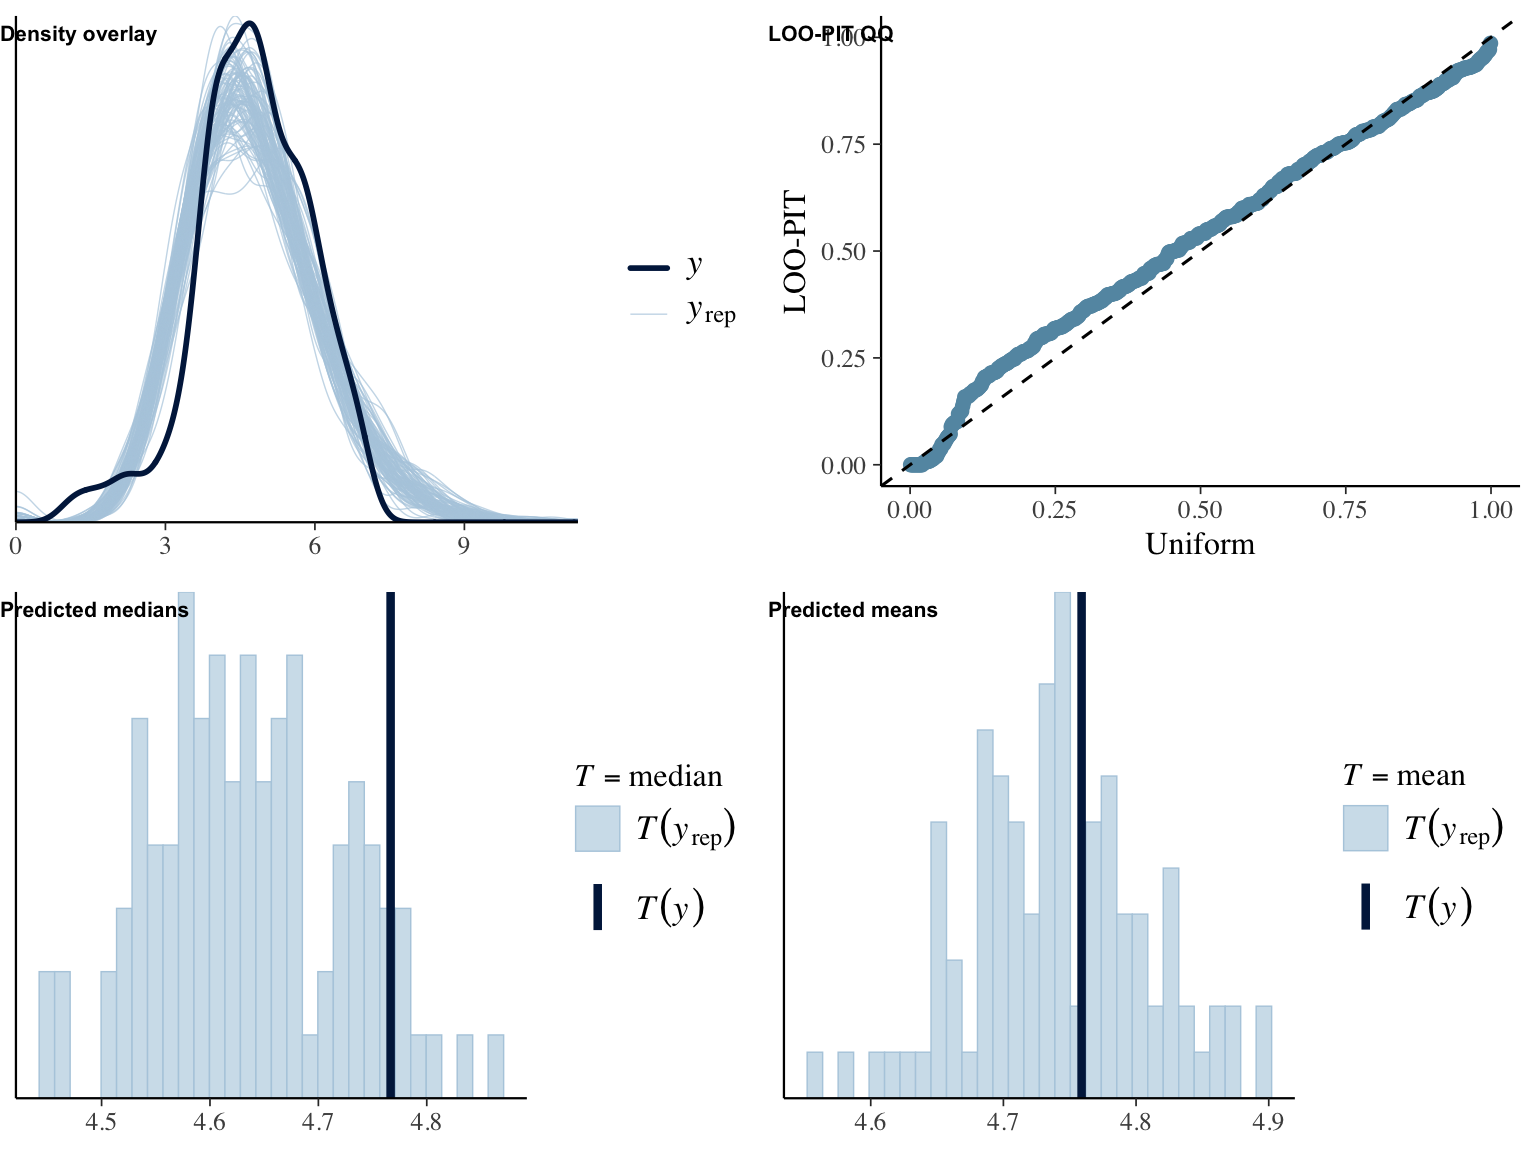 Density overlay
y
yrep
0 3 6 9
LOO-PIT QQ
1.00
0.75
0.50
0.25
0.00
LOO-PIT
0.00 0.25 0.50 0.75 1.00
Uniform
Predicted medians
T = median
T(yrep)
T(y)
4.5 4.6 4.7 4.8
Predicted means
T = mean
T(yrep)
T(y)
4.6 4.7 4.8 4.9